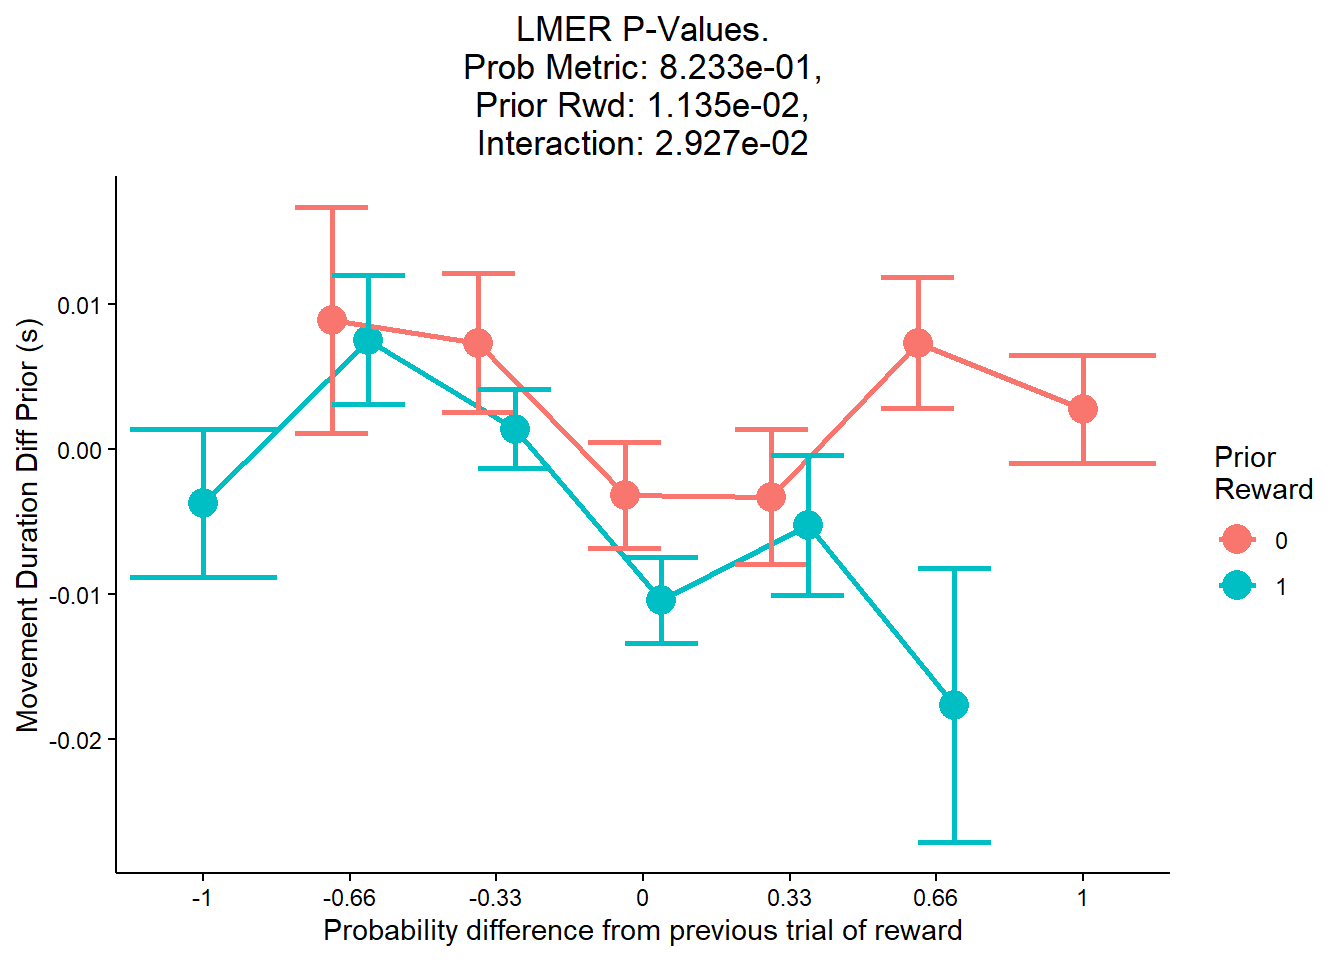 LMER P-Values.
Prob Metric: 8.233e-01,
Prior Rwd: 1.135e-02,
Interaction: 2.927e-02
Movement Duration Diff Prior (s)
0.01
0.00
-0.01
-0.02
-1 -0.66 -0.33 0 0.33 0.66 1
Probability difference from previous trial of reward
Prior
Reward
0
1